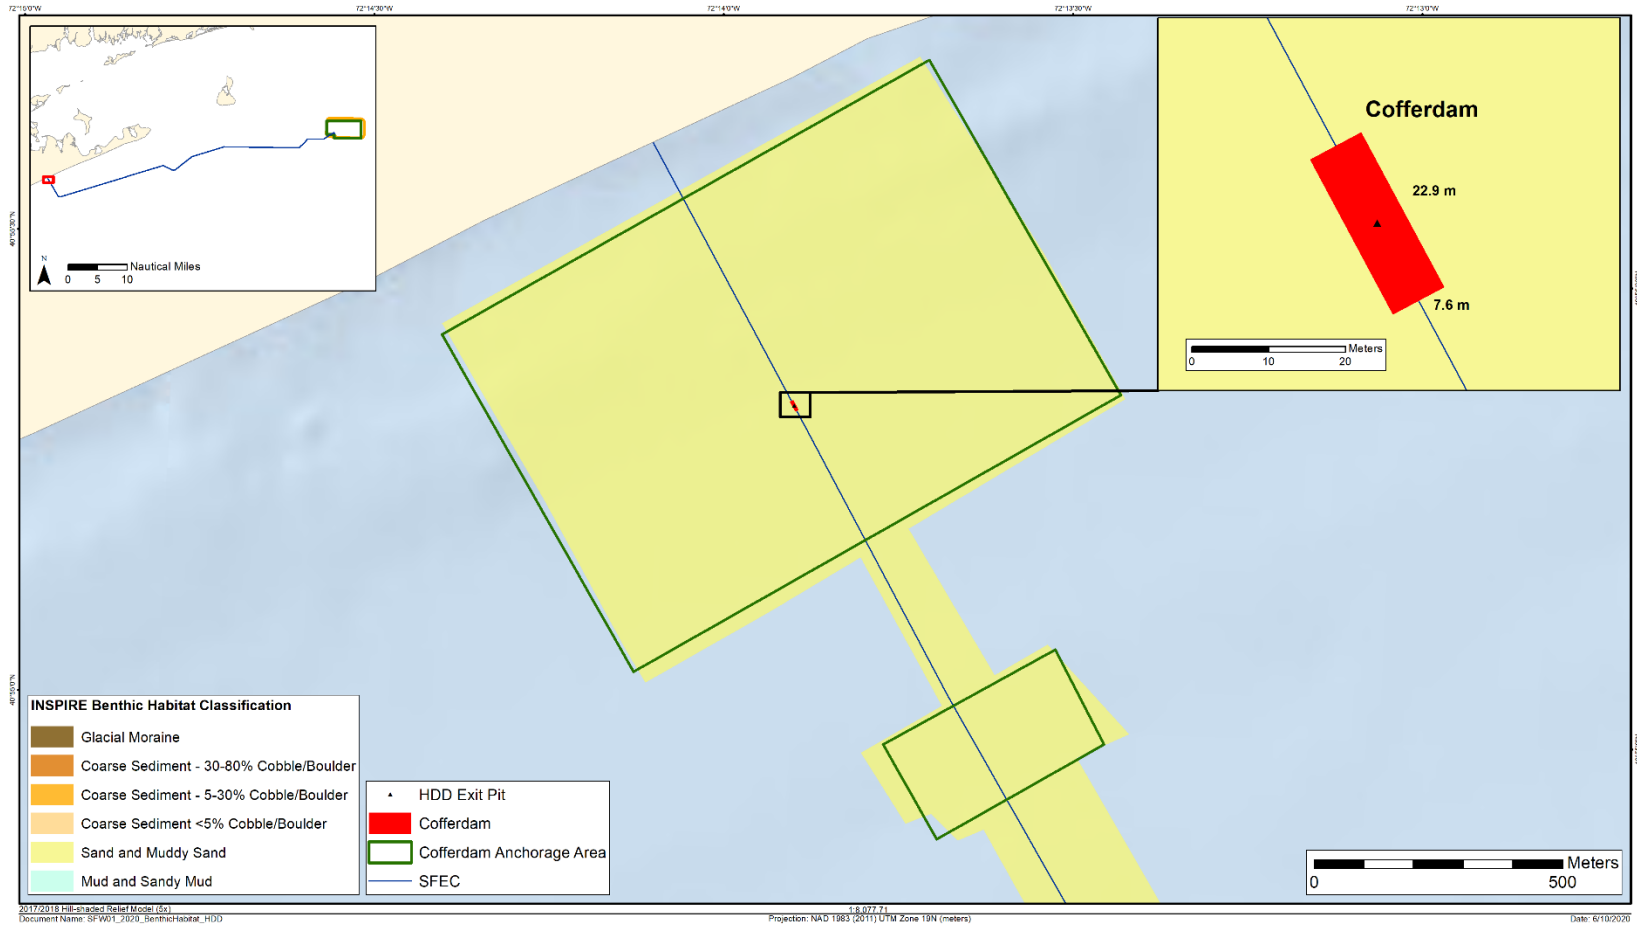 72°15'0"W
72°14'30"W
72°14'0"W
72°13'30"W
72°13'0"W
Cofferdam
22.9 m
7.6 m
Meters
0 10 20
N
Nautical Miles
0 5 10
INSPIRE Benthic Habitat Classification
Glacial Moraine
Coarse Sediment - 30-80% Cobble/Boulder
Coarse Sediment - 5-30% Cobble/Boulder
Coarse Sediment <5% Cobble/Boulder
Sand and Muddy Sand
Mud and Sandy Mud
HDD Exit Pit
Cofferdam
Cofferdam Anchorage Area
SFEC
Meters
0 500
2017/2018 Hill-shaded Relief Model (5x)
1:8,077.71
Document Name: SFW01_2020_BenthicHabitat_HDD
Projection: NAD 1983 (2011) UTM Zone 19N (meters)
Date: 6/10/2020